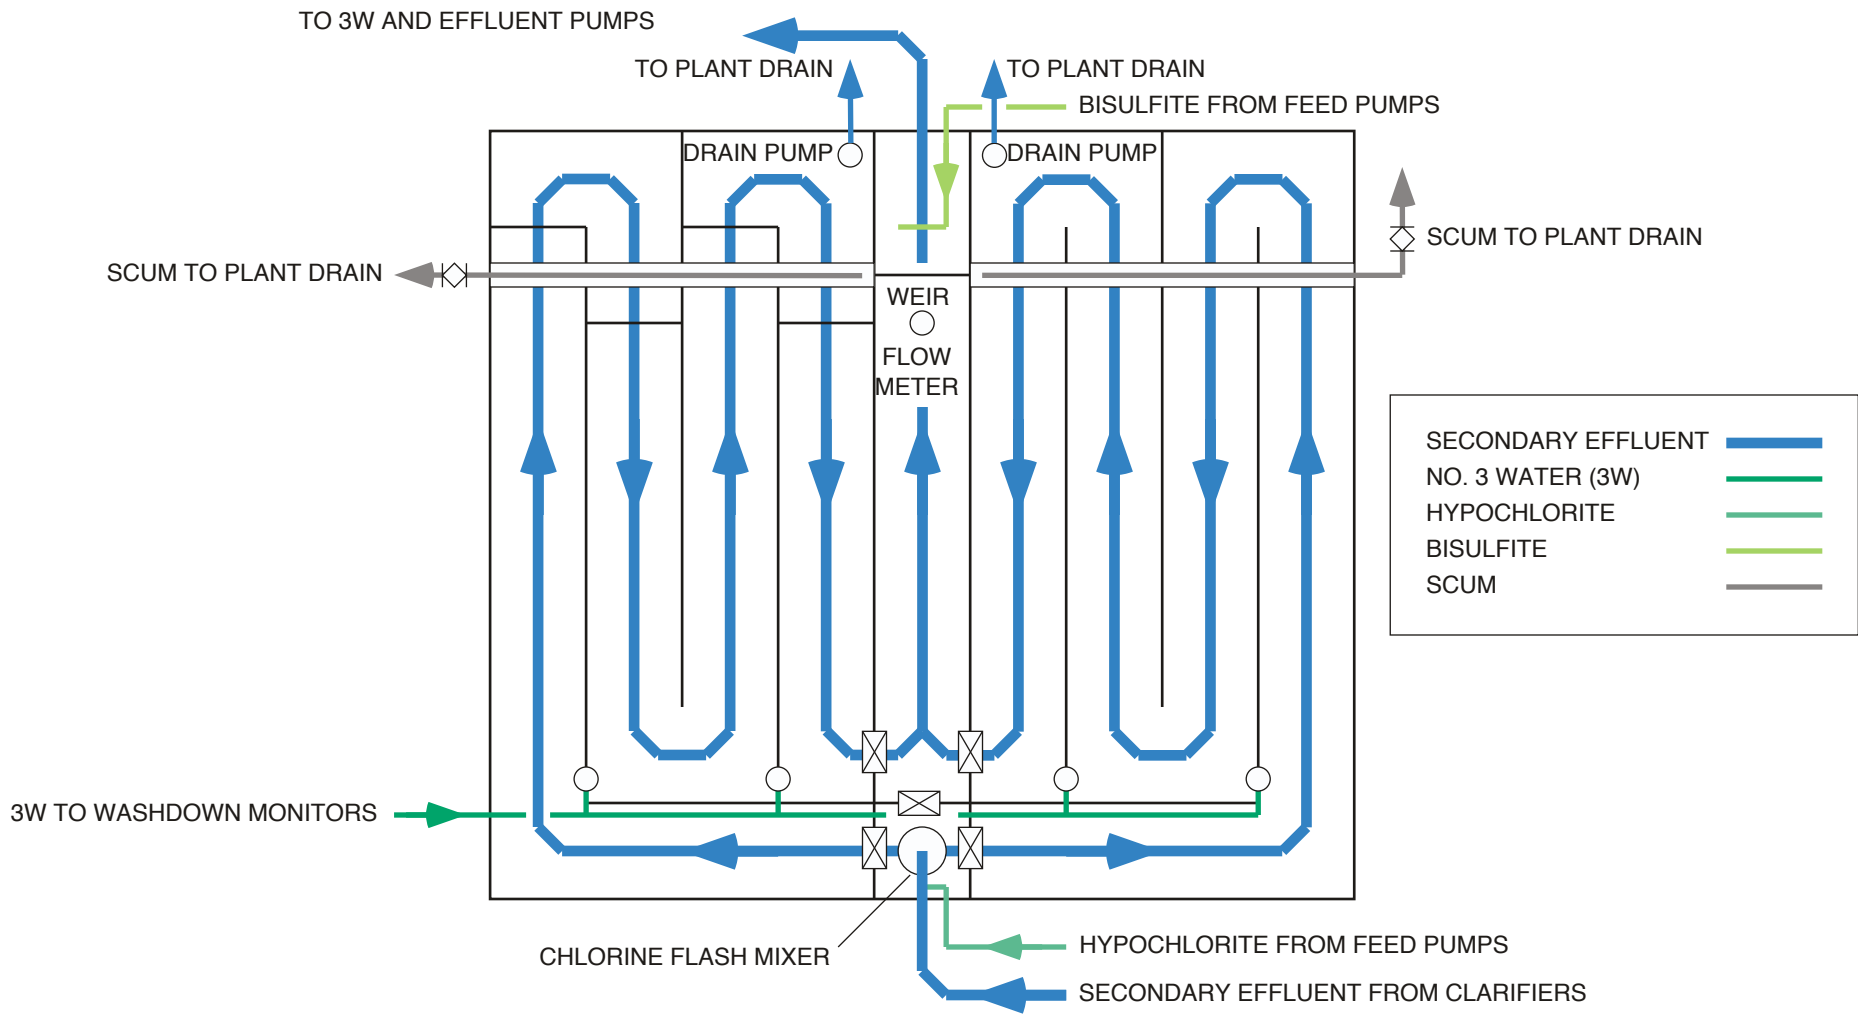 TO 3W AND EFFLUENT PUMPS
TO PLANT DRAIN
TO PLANT DRAIN
BISULFITE FROM FEED PUMPS
DRAIN PUMP
DRAIN PUMP
SCUM TO PLANT DRAIN
SCUM TO PLANT DRAIN
WEIR
FLOW
METER
SECONDARY EFFLUENT
NO. 3 WATER (3W)
HYPOCHLORITE
BISULFITE
SCUM
3W TO WASHDOWN MONITORS
CHLORINE FLASH MIXER
HYPOCHLORITE FROM FEED PUMPS
SECONDARY EFFLUENT FROM CLARIFIERS